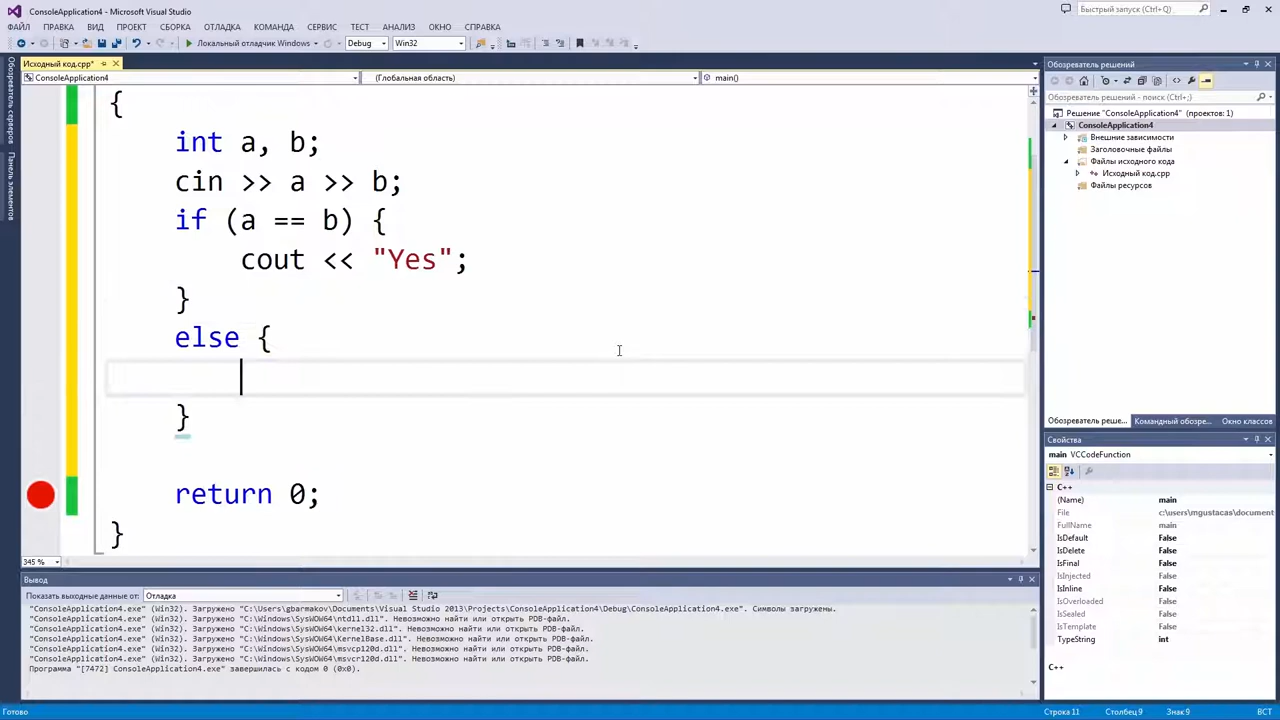 ConsoleApplication4 - Microsoft Visual Studio
Быстрый запуск (Ctrl+Q)
ФАЙЛ ПРАВКА ВИД ПРОЕКТ СБОРКА ОТЛАДКА КОМАНДА СЕРВИС ТЕСТ АНАЛИЗ ОКНО СПРАВКА
Локальный отладчик Windows Debug Win32
Обозреватель серверов
Панель элементов
Исходный код.cpp*
ConsoleApplication4 (Глобальная область) main()
{
int a, b;
cin >> a >> b;
if (a == b) {
cout << "Yes";
}
else {
}
return 0;
}
345 %
Обозреватель решений
Обозреватель решений - поиск (Ctrl+;)
Решение "ConsoleApplication4" (проектов: 1)
ConsoleApplication4
Внешние зависимости
Заголовочные файлы
Файлы исходного кода
Исходный код.cpp
Файлы ресурсов
Обозреватель реше... Командный обозре... Окно классов
Свойства
main VCCodeFunction
C++
(Name) main
File c:\users\mgustacas\document
FullName main
IsDefault False
IsDelete False
IsFinal False
IsInjected False
IsInline False
IsOverloaded False
IsSealed False
IsTemplate False
TypeString int
C++
Вывод
Показать выходные данные от: Отладка
"ConsoleApplication4.exe" (Win32). Загружено "C:\Users\gbarmakov\Documents\Visual Studio 2013\Projects\ConsoleApplication4\Debug\ConsoleApplication4.exe". Символы загружены.
"ConsoleApplication4.exe" (Win32). Загружено "C:\Windows\SysWOW64\ntdll.dll". Невозможно найти или открыть PDB-файл.
"ConsoleApplication4.exe" (Win32). Загружено "C:\Windows\SysWOW64\kernel32.dll". Невозможно найти или открыть PDB-файл.
"ConsoleApplication4.exe" (Win32). Загружено "C:\Windows\SysWOW64\KernelBase.dll". Невозможно найти или открыть PDB-файл.
"ConsoleApplication4.exe" (Win32). Загружено "C:\Windows\SysWOW64\msvcp120d.dll". Невозможно найти или открыть PDB-файл.
"ConsoleApplication4.exe" (Win32). Загружено "C:\Windows\SysWOW64\msvcr120d.dll". Невозможно найти или открыть PDB-файл.
Программа "[7472] ConsoleApplication4.exe" завершилась с кодом 0 (0x0).
Готово Строка 11 Столбец 9 Знак 9 ВСТ